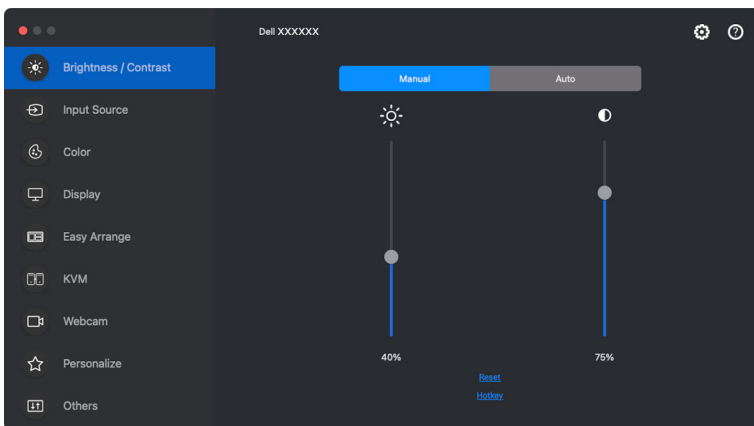 Dell XXXXXX
Brightness / Contrast
Input Source
Color
Display
Easy Arrange
KVM
Webcam
Personalize
Others
Manual
Auto
40%
75%
Reset
Hotkey